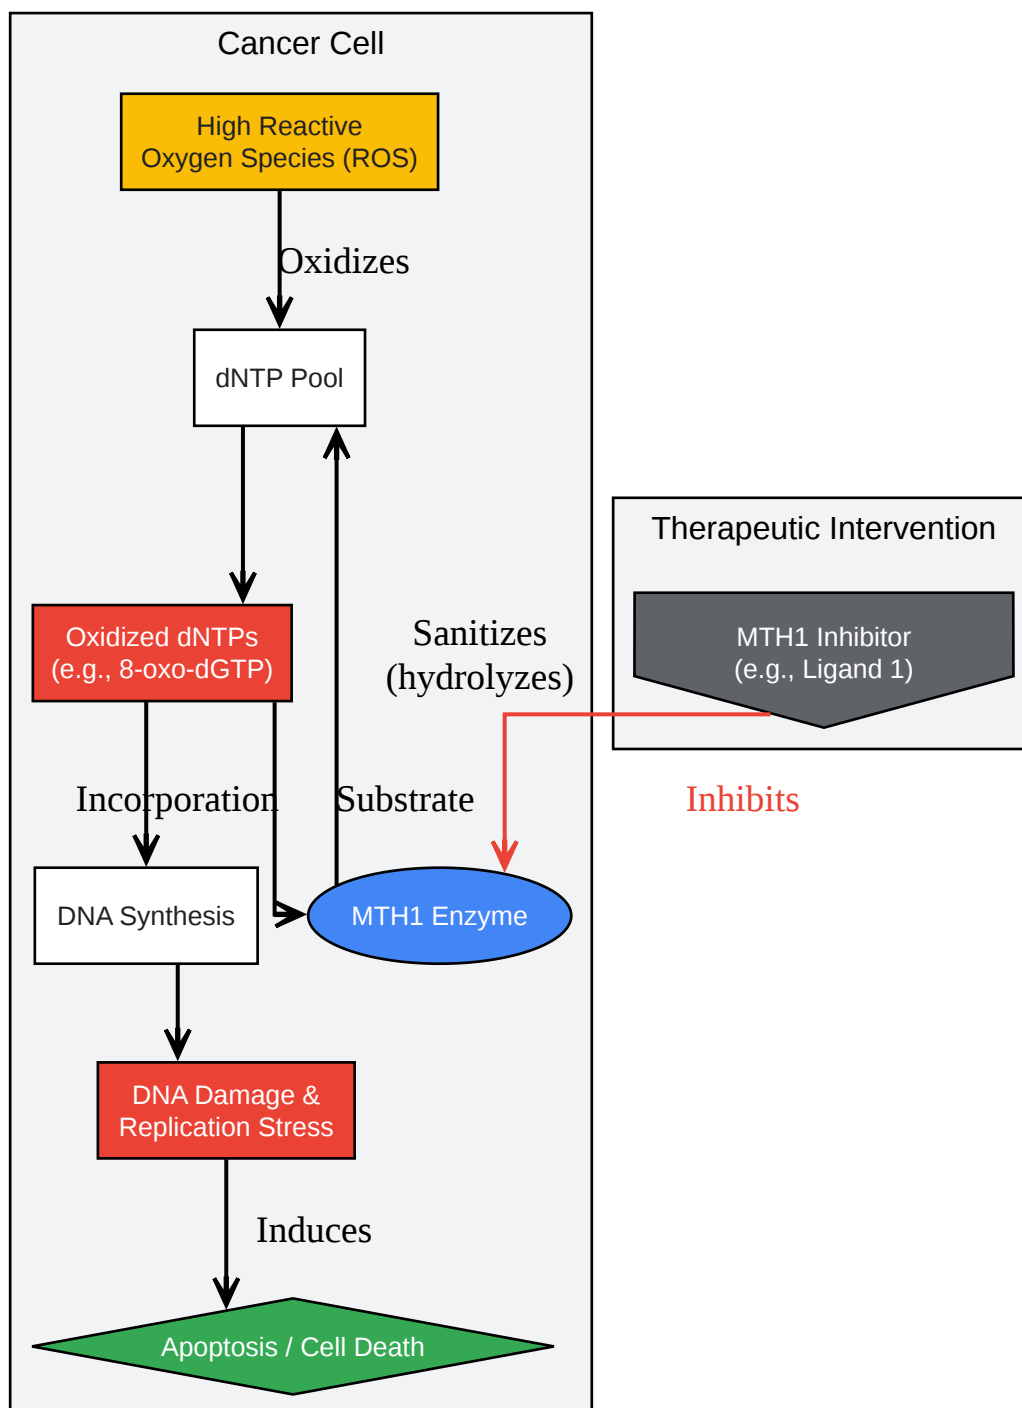 Cancer Cell
High Reactive
Oxygen Species (ROS)
Oxidizes
dNTP Pool
Therapeutic Intervention
Oxidized dNTPs
(e.g., 8-oxo-dGTP)
Sanitizes
(hydrolyzes)
MTH1 Inhibitor
(e.g., Ligand 1)
Incorporation
Substrate
Inhibits
DNA Synthesis
MTH1 Enzyme
DNA Damage &
Replication Stress
Induces
Apoptosis / Cell Death